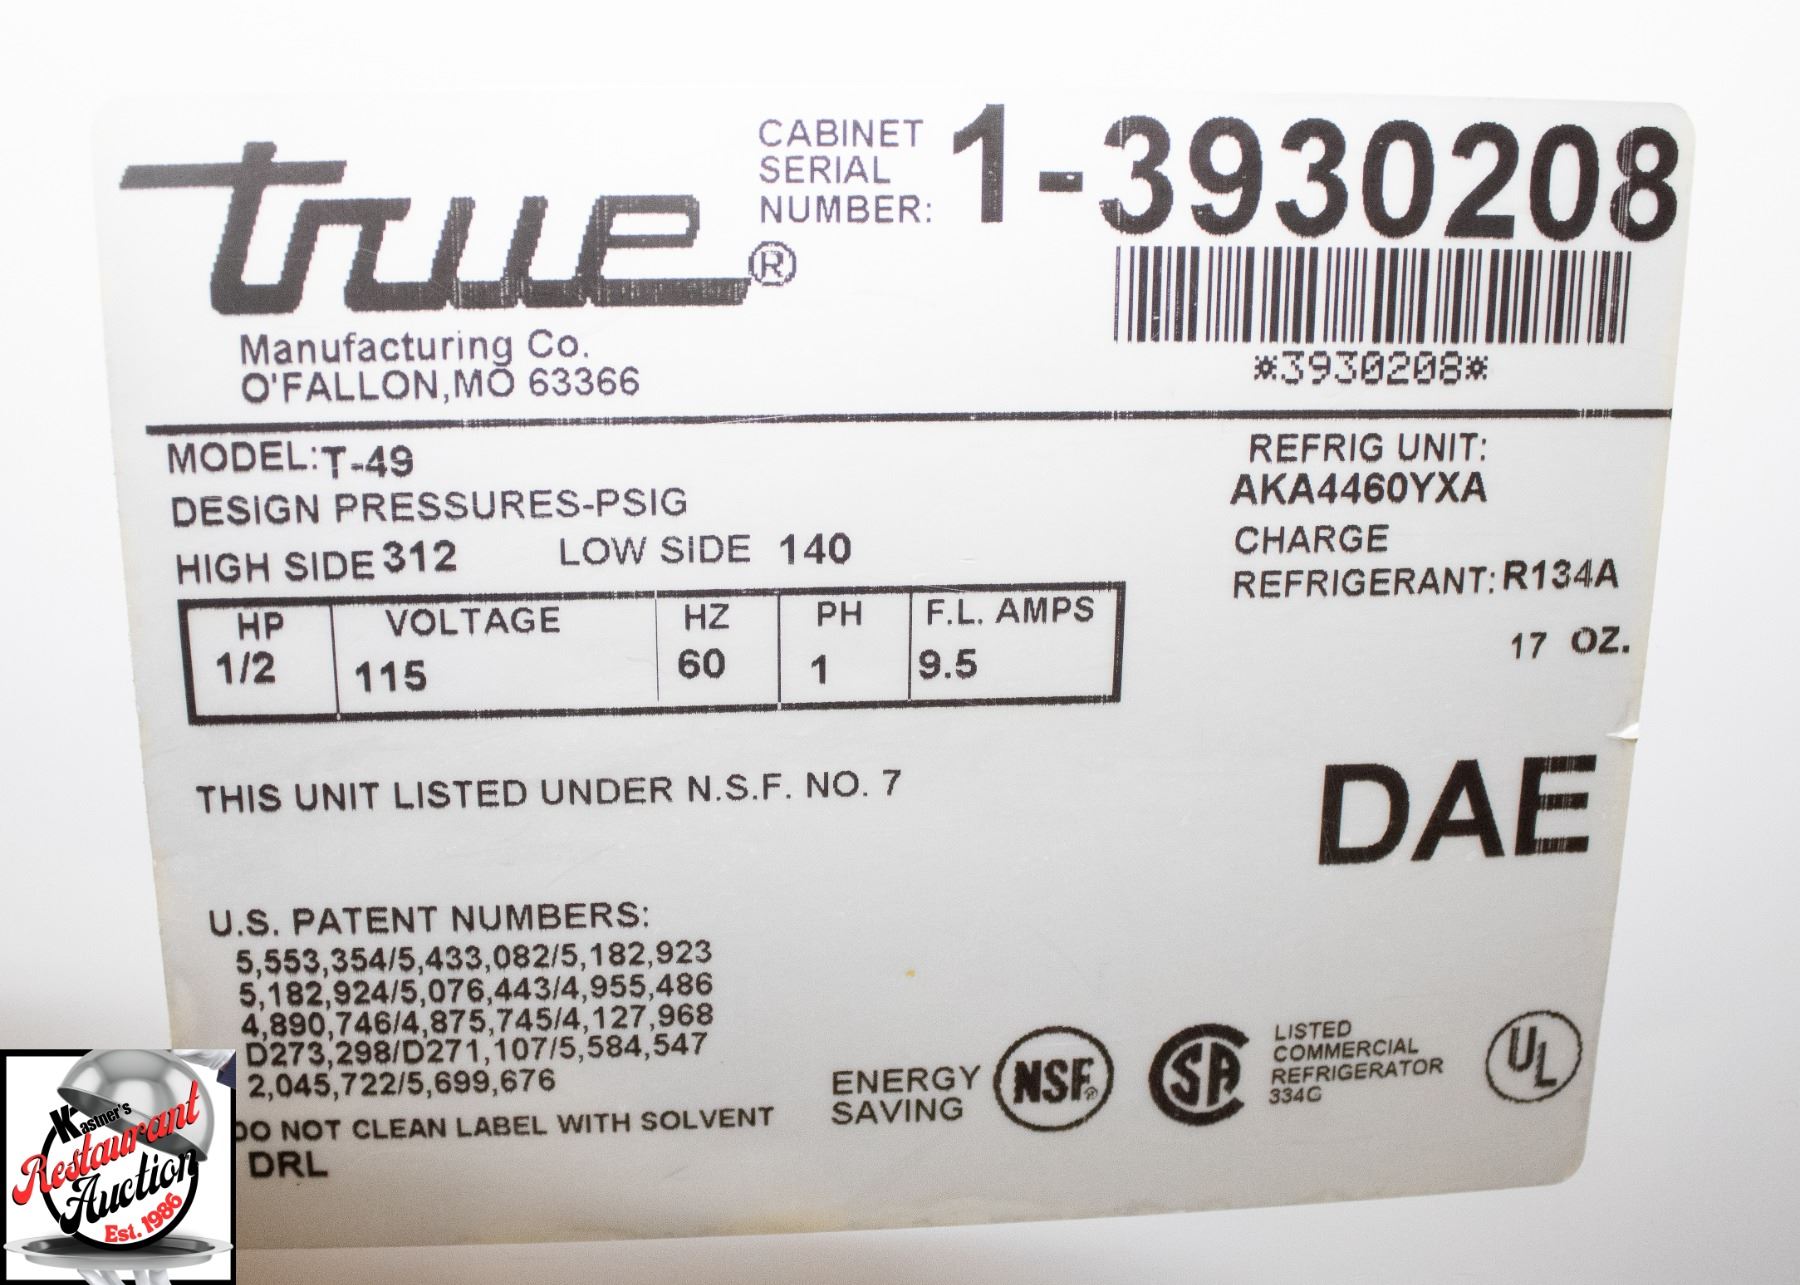 true®
Manufacturing Co.
O'FALLON,MO 63366
CABINET
SERIAL
NUMBER: 1-3930208
*3930208*
MODEL: T-49
DESIGN PRESSURES-PSIG
HIGH SIDE 312 LOW SIDE 140
REFRIG UNIT:
AKA4460YXA
CHARGE
REFRIGERANT: R134A
17 OZ.
HP VOLTAGE HZ PH F.L. AMPS
1/2 115 60 1 9.5
THIS UNIT LISTED UNDER N.S.F. NO. 7
DAE
U.S. PATENT NUMBERS:
5,553,354/5,433,082/5,182,923
5,182,924/5,076,443/4,955,486
4,890,746/4,875,745/4,127,968
D273,298/D271,107/5,584,547
2,045,722/5,699,676
DO NOT CLEAN LABEL WITH SOLVENT
DRL
ENERGY
SAVING
NSF®
SA
LISTED
COMMERCIAL
REFRIGERATOR
334G
UL
Kastner's
Restaurant
Auction
Est. 1986